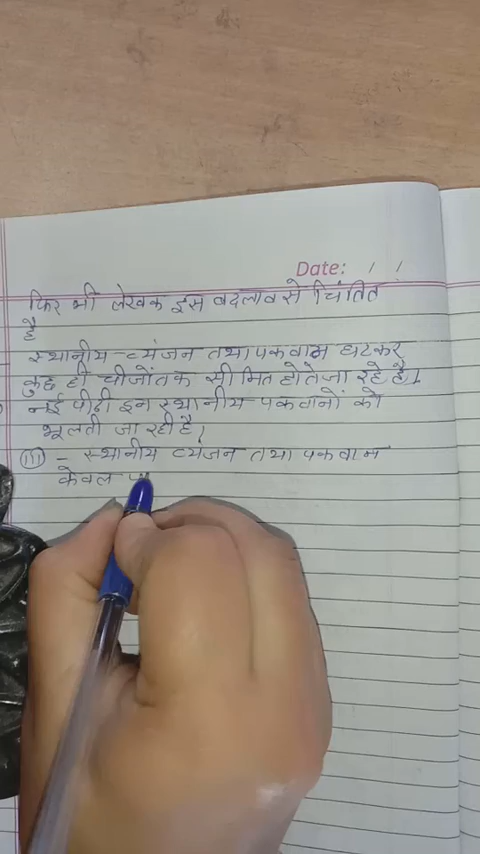 Date: / /
फिर भी लेखक इस बदलाव से चिंतित
है
स्थानीय-व्यंजन तथा पकवान घटकर
कुछ ही चीजों तक सीमित होते जा रहे है।
नई पीढी इन स्थानीय पकवानों को
भूलती जा रही है।
(iii) - स्थानीय व्यंजन तथा पकवान
केवल